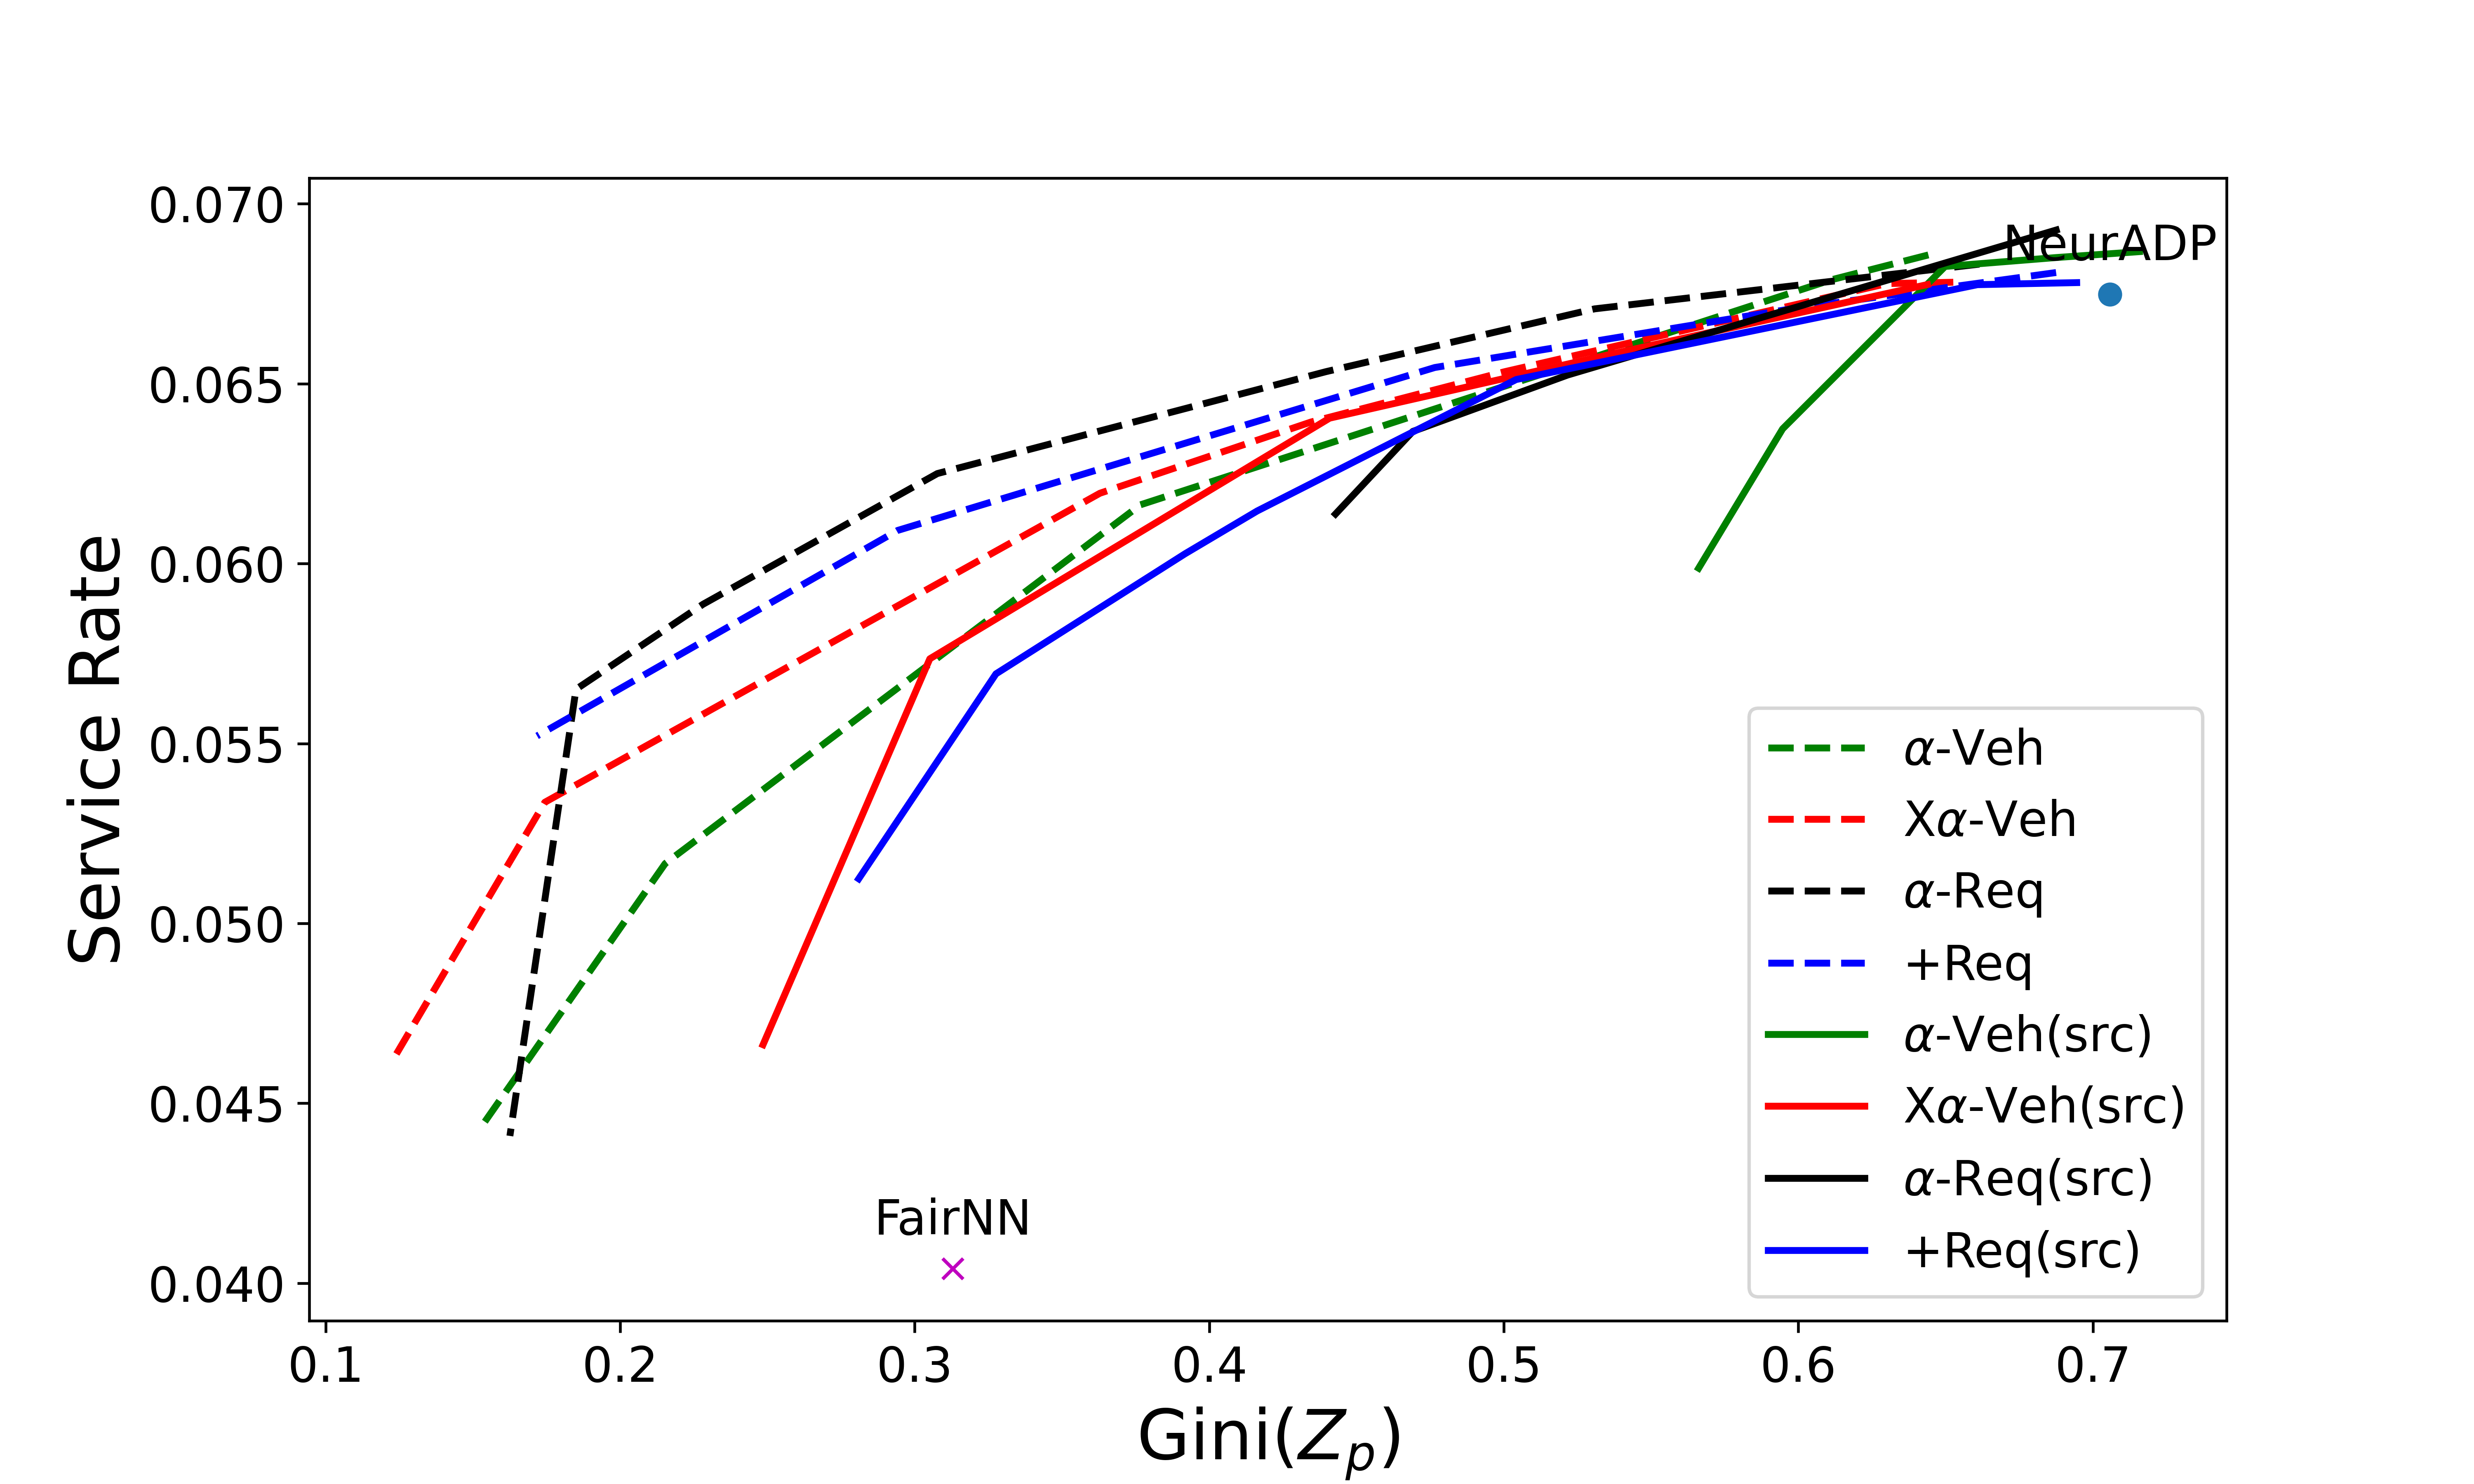 0.070
0.065
0.060
0.055
0.050
0.045
0.040
Service Rate
NeurADP
FairNN
α-Veh
Xα-Veh
α-Req
+Req
α-Veh(src)
Xα-Veh(src)
α-Req(src)
+Req(src)
0.1 0.2 0.3 0.4 0.5 0.6 0.7
Gini(Zp)